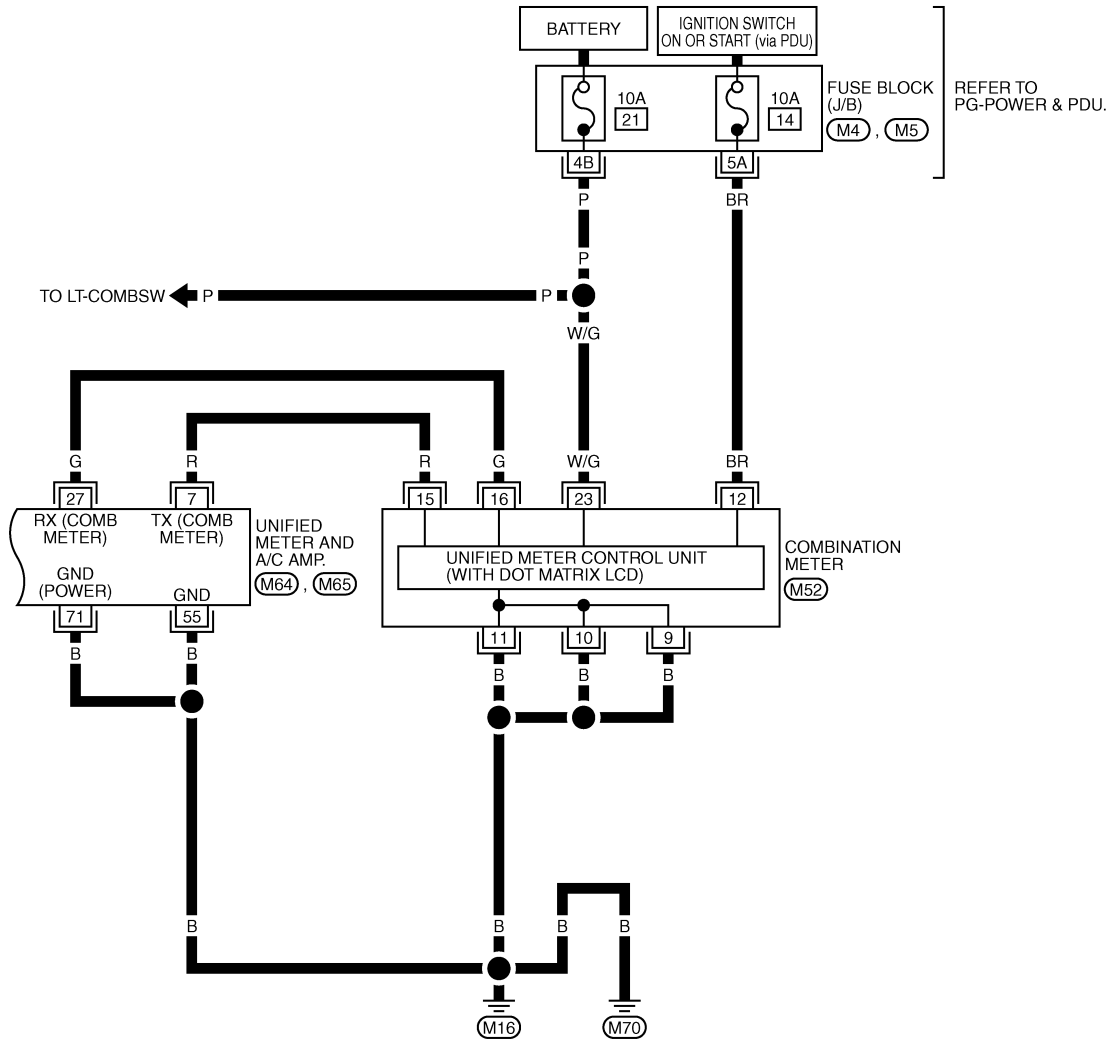 BATTERY
IGNITION SWITCH
ON OR START (via PDU)
10A
21
10A
14
FUSE BLOCK
(J/B)
M4 , M5
REFER TO
PG-POWER & PDU.
4B
5A
P
BR
P
TO LT-COMBSW
P
P
W/G
G
R
R
G
W/G
BR
27
7
15
16
23
12
RX (COMB
METER)
TX (COMB
METER)
GND
(POWER)
GND
UNIFIED
METER AND
A/C AMP.
M64 , M65
UNIFIED METER CONTROL UNIT
(WITH DOT MATRIX LCD)
COMBINATION
METER
M52
71
55
11
10
9
B
B
B
B
B
B
B
B
B
M16
M70